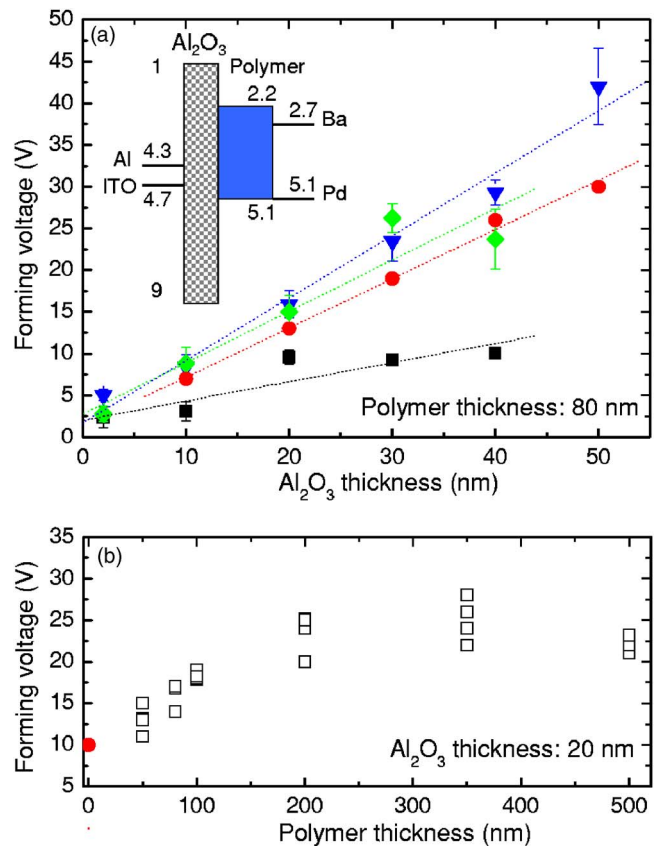 (a)
Al₂O₃
1
Polymer
2.2
2.7
Ba
Al
4.3
ITO
4.7
5.1
Pd
5.1
9
50
45
40
35
30
25
20
15
10
5
0
Forming voltage (V)
Polymer thickness: 80 nm
0 10 20 30 40 50
Al₂O₃ thickness (nm)
(b)
35
30
25
20
15
10
5
Forming voltage (V)
Al₂O₃ thickness: 20 nm
0 100 200 300 400 500
Polymer thickness (nm)